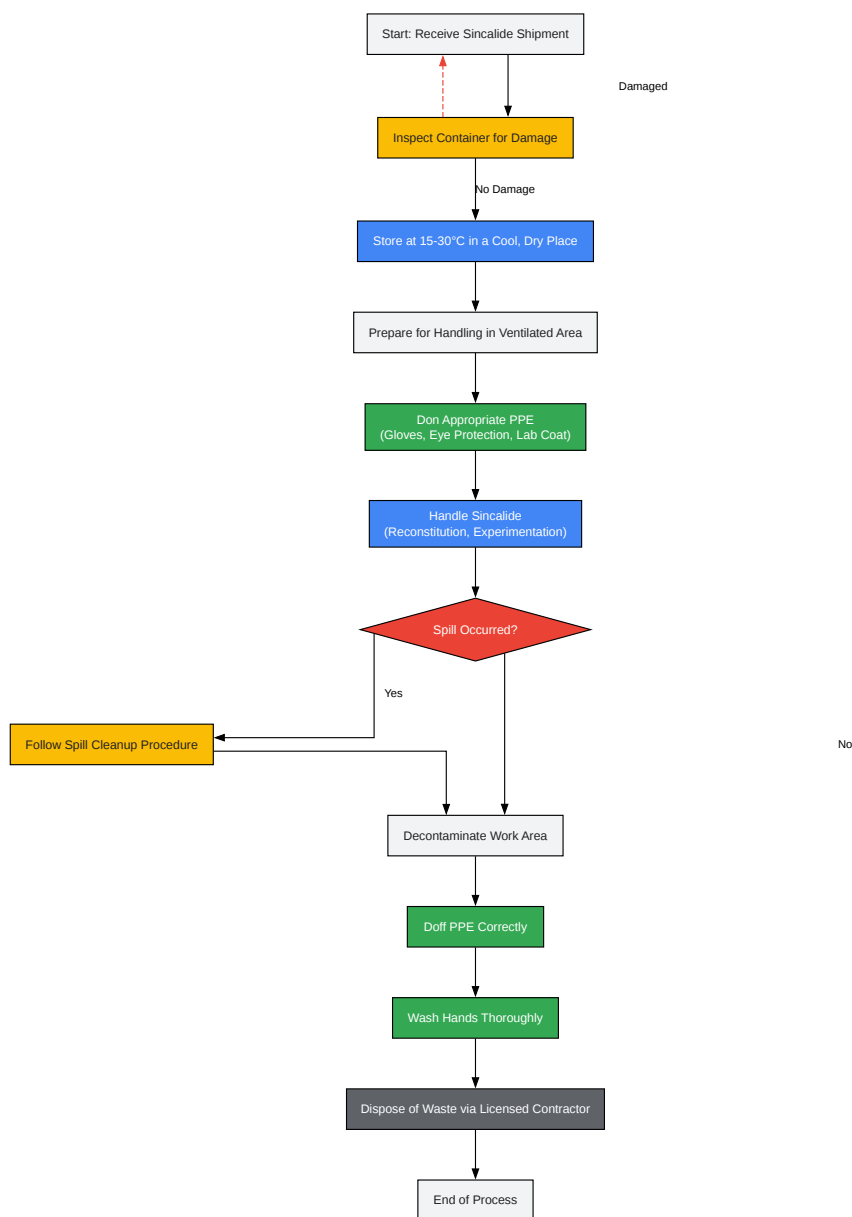 Start: Receive Sincalide Shipment
Damaged
Inspect Container for Damage
No Damage
Store at 15-30°C in a Cool, Dry Place
Prepare for Handling in Ventilated Area
Don Appropriate PPE
(Gloves, Eye Protection, Lab Coat)
Handle Sincalide
(Reconstitution, Experimentation)
Spill Occurred?
Yes
Follow Spill Cleanup Procedure
No
Decontaminate Work Area
Doff PPE Correctly
Wash Hands Thoroughly
Dispose of Waste via Licensed Contractor
End of Process